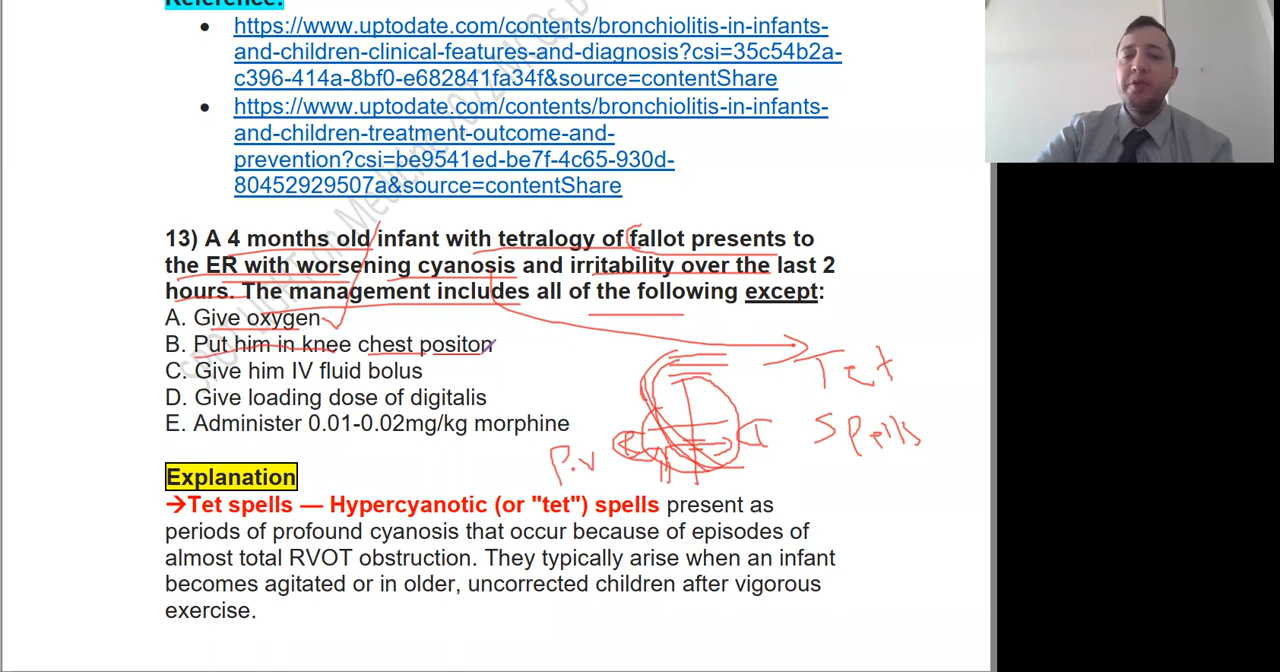 Reference:
https://www.uptodate.com/contents/bronchiolitis-in-infants-
and-children-clinical-features-and-diagnosis?csi=35c54b2a-
c396-414a-8bf0-e682841fa34f&source=contentShare
https://www.uptodate.com/contents/bronchiolitis-in-infants-
and-children-treatment-outcome-and-
prevention?csi=be9541ed-be7f-4c65-930d-
80452929507a&source=contentShare
13) A 4 months old infant with tetralogy of fallot presents to
the ER with worsening cyanosis and irritability over the last 2
hours. The management includes all of the following except:
A. Give oxygen
B. Put him in knee chest positon
C. Give him IV fluid bolus
D. Give loading dose of digitalis
E. Administer 0.01-0.02mg/kg morphine
Tet
Spells
P.v
Explanation
→Tet spells — Hypercyanotic (or "tet") spells present as
periods of profound cyanosis that occur because of episodes of
almost total RVOT obstruction. They typically arise when an infant
becomes agitated or in older, uncorrected children after vigorous
exercise.